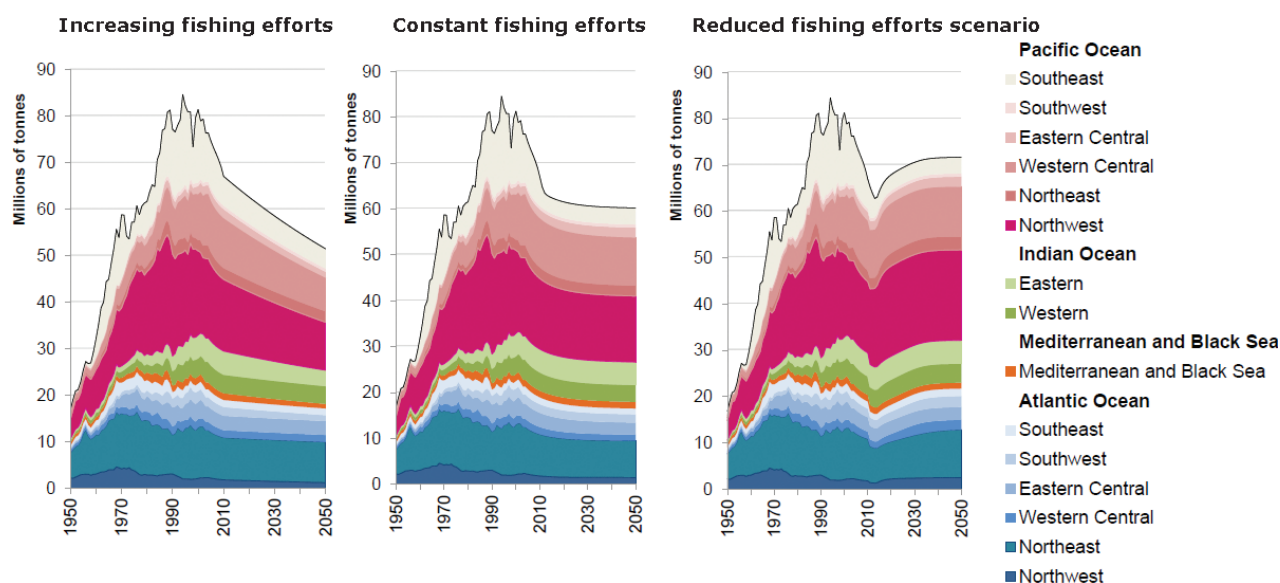 Increasing fishing efforts
Constant fishing efforts
Reduced fishing efforts scenario
Millions of tonnes
90
80
70
60
50
40
30
20
10
0
1950
1970
1990
2010
2030
2050
Millions of tonnes
90
80
70
60
50
40
30
20
10
0
1950
1970
1990
2010
2030
2050
Millions of tonnes
90
80
70
60
50
40
30
20
10
0
1950
1970
1990
2010
2030
2050
Pacific Ocean
Southeast
Southwest
Eastern Central
Western Central
Northeast
Northwest
Indian Ocean
Eastern
Western
Mediterranean and Black Sea
Mediterranean and Black Sea
Atlantic Ocean
Southeast
Southwest
Eastern Central
Western Central
Northeast
Northwest